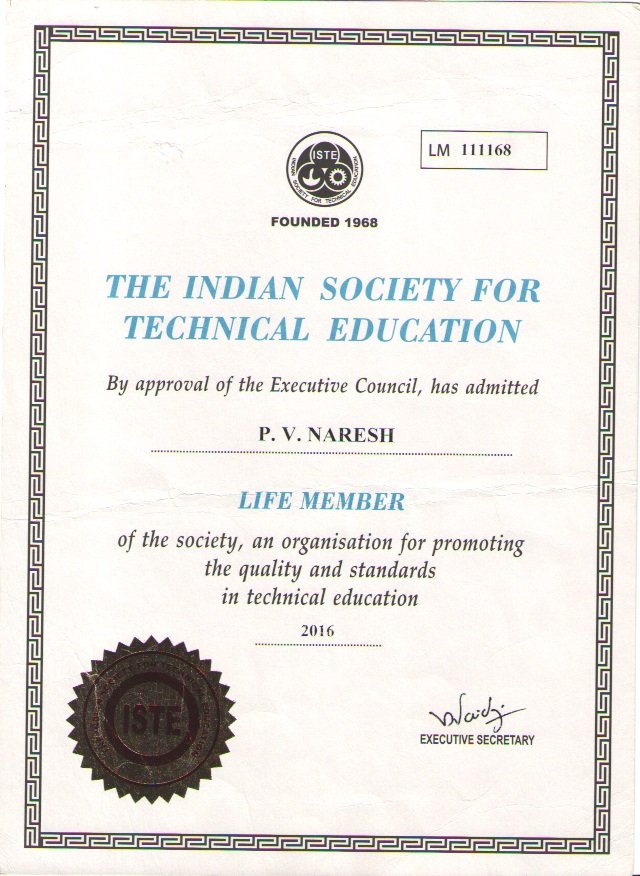 LM 111168
ISTE
INDIAN SOCIETY FOR TECHNICAL EDUCATION
FOUNDED 1968
THE INDIAN SOCIETY FOR
TECHNICAL EDUCATION
By approval of the Executive Council, has admitted
P. V. NARESH
LIFE MEMBER
of the society, an organisation for promoting
the quality and standards
in technical education
2016
ISTE
EXECUTIVE SECRETARY